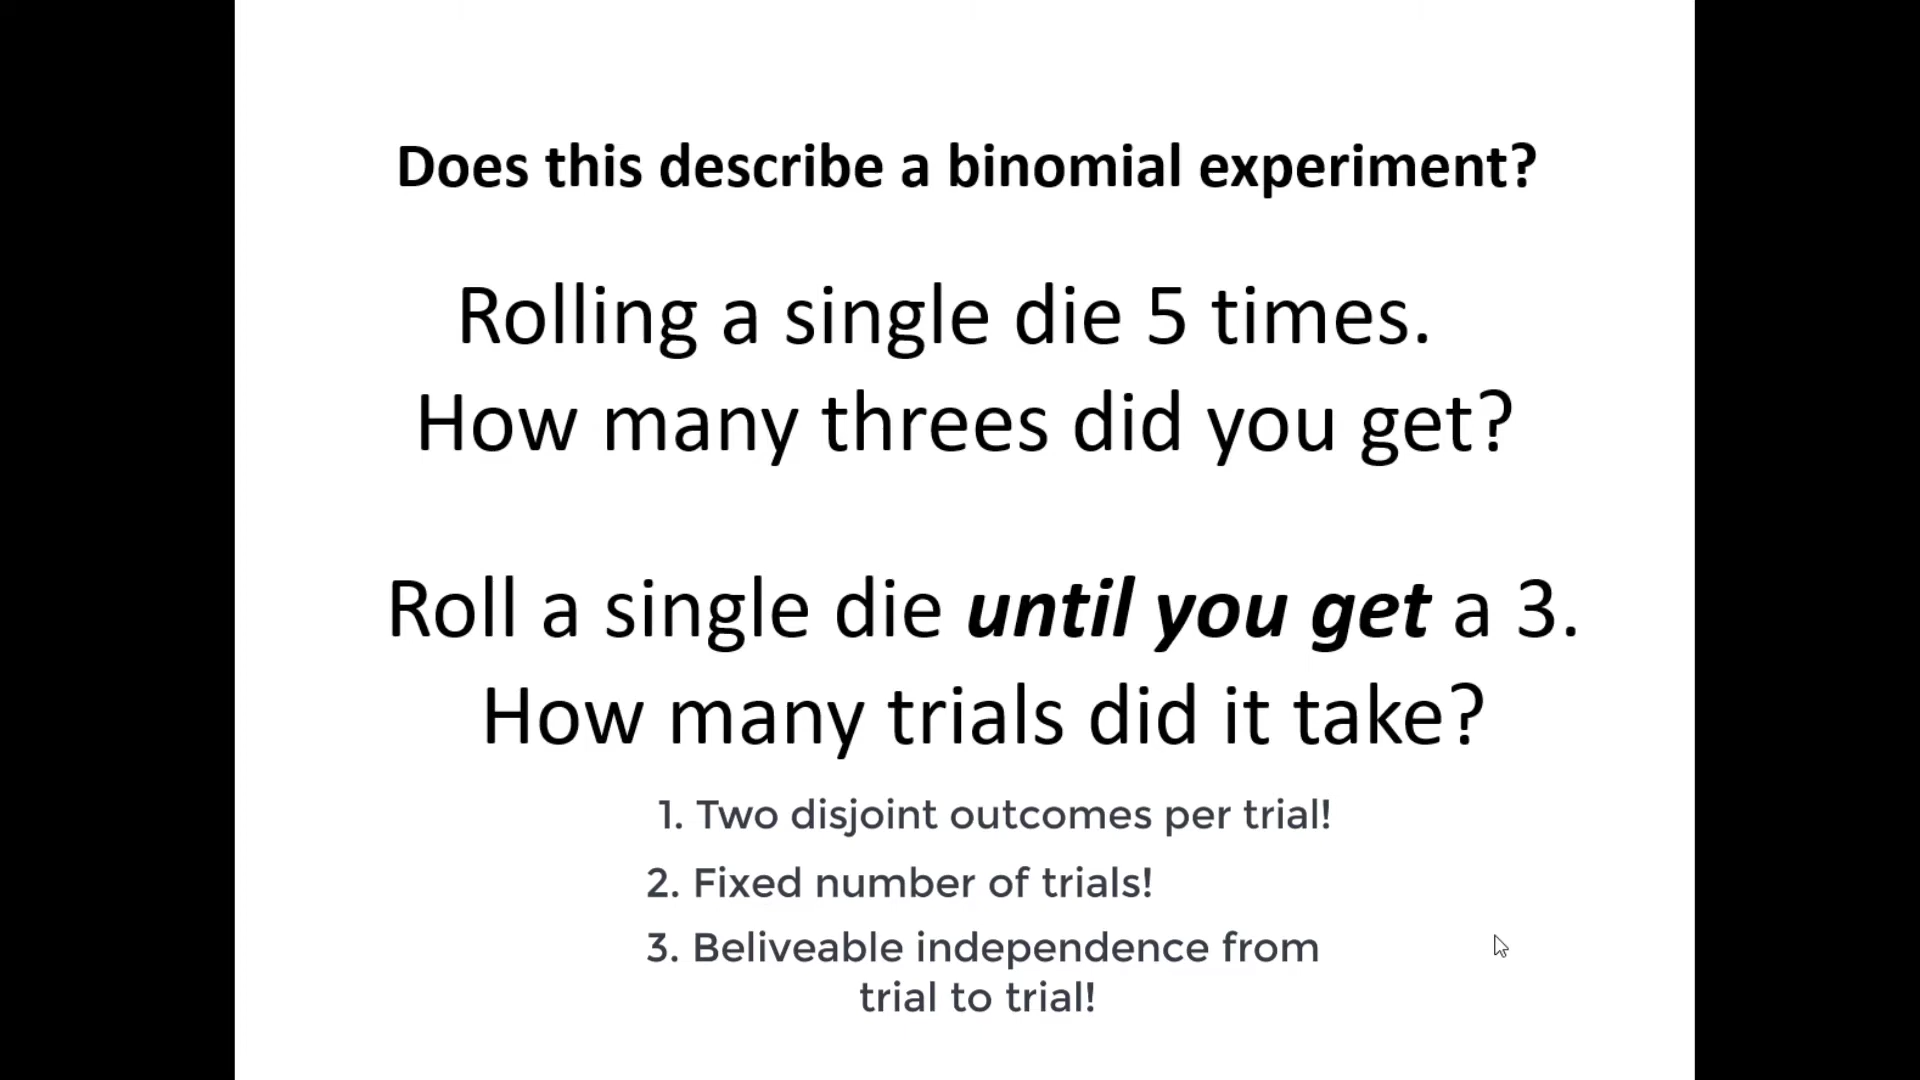 Does this describe a binomial experiment?
Rolling a single die 5 times.
How many threes did you get?
Roll a single die until you get a 3.
How many trials did it take?
1. Two disjoint outcomes per trial!
2. Fixed number of trials!
3. Beliveable independence from
trial to trial!